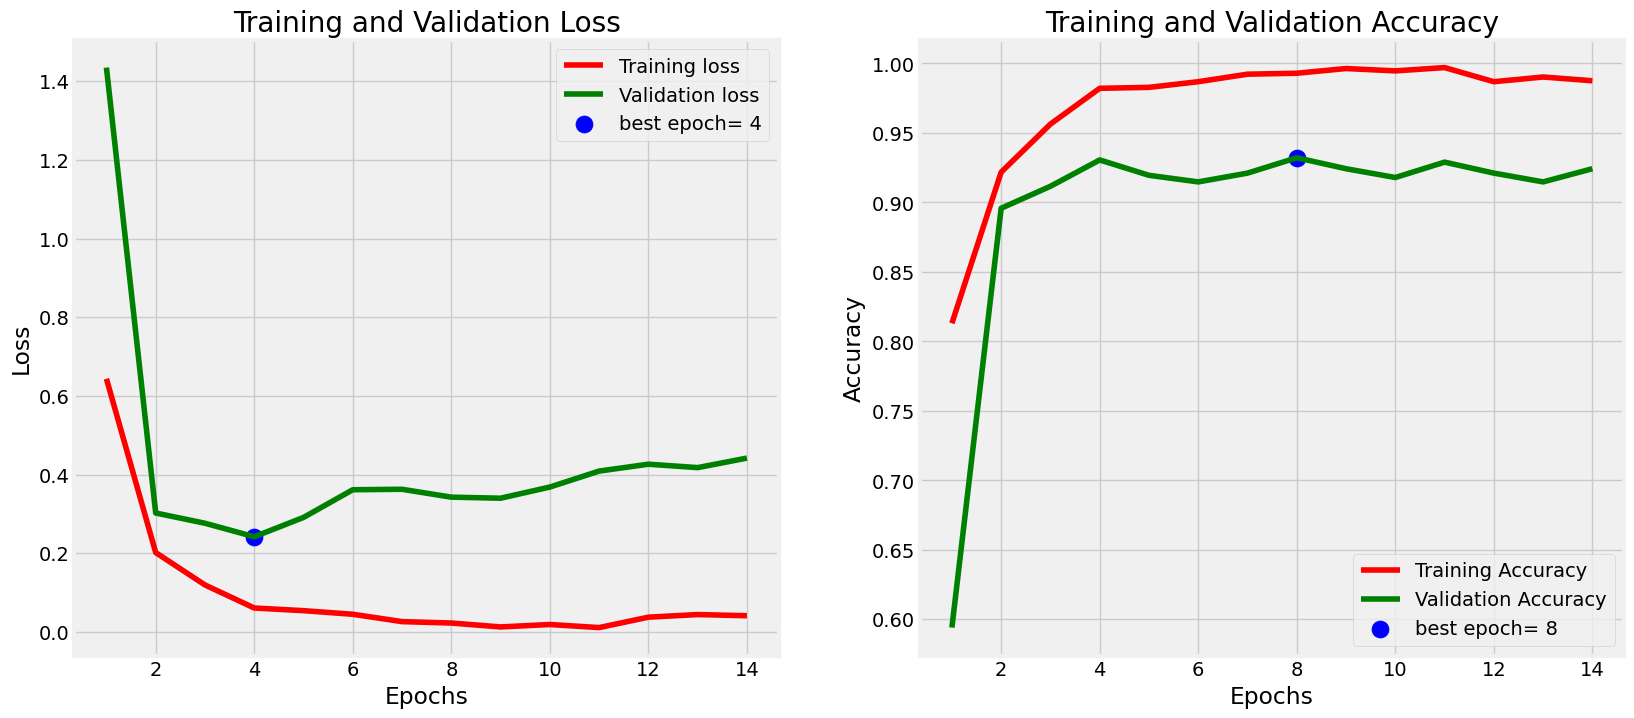 Training and Validation Loss
1.4
1.2
1.0
0.8
0.6
0.4
0.2
0.0
Loss
Training loss
Validation loss
best epoch= 4
2 4 6 8 10 12 14
Epochs
Training and Validation Accuracy
1.00
0.95
0.90
0.85
0.80
0.75
0.70
0.65
0.60
Accuracy
Training Accuracy
Validation Accuracy
best epoch= 8
2 4 6 8 10 12 14
Epochs